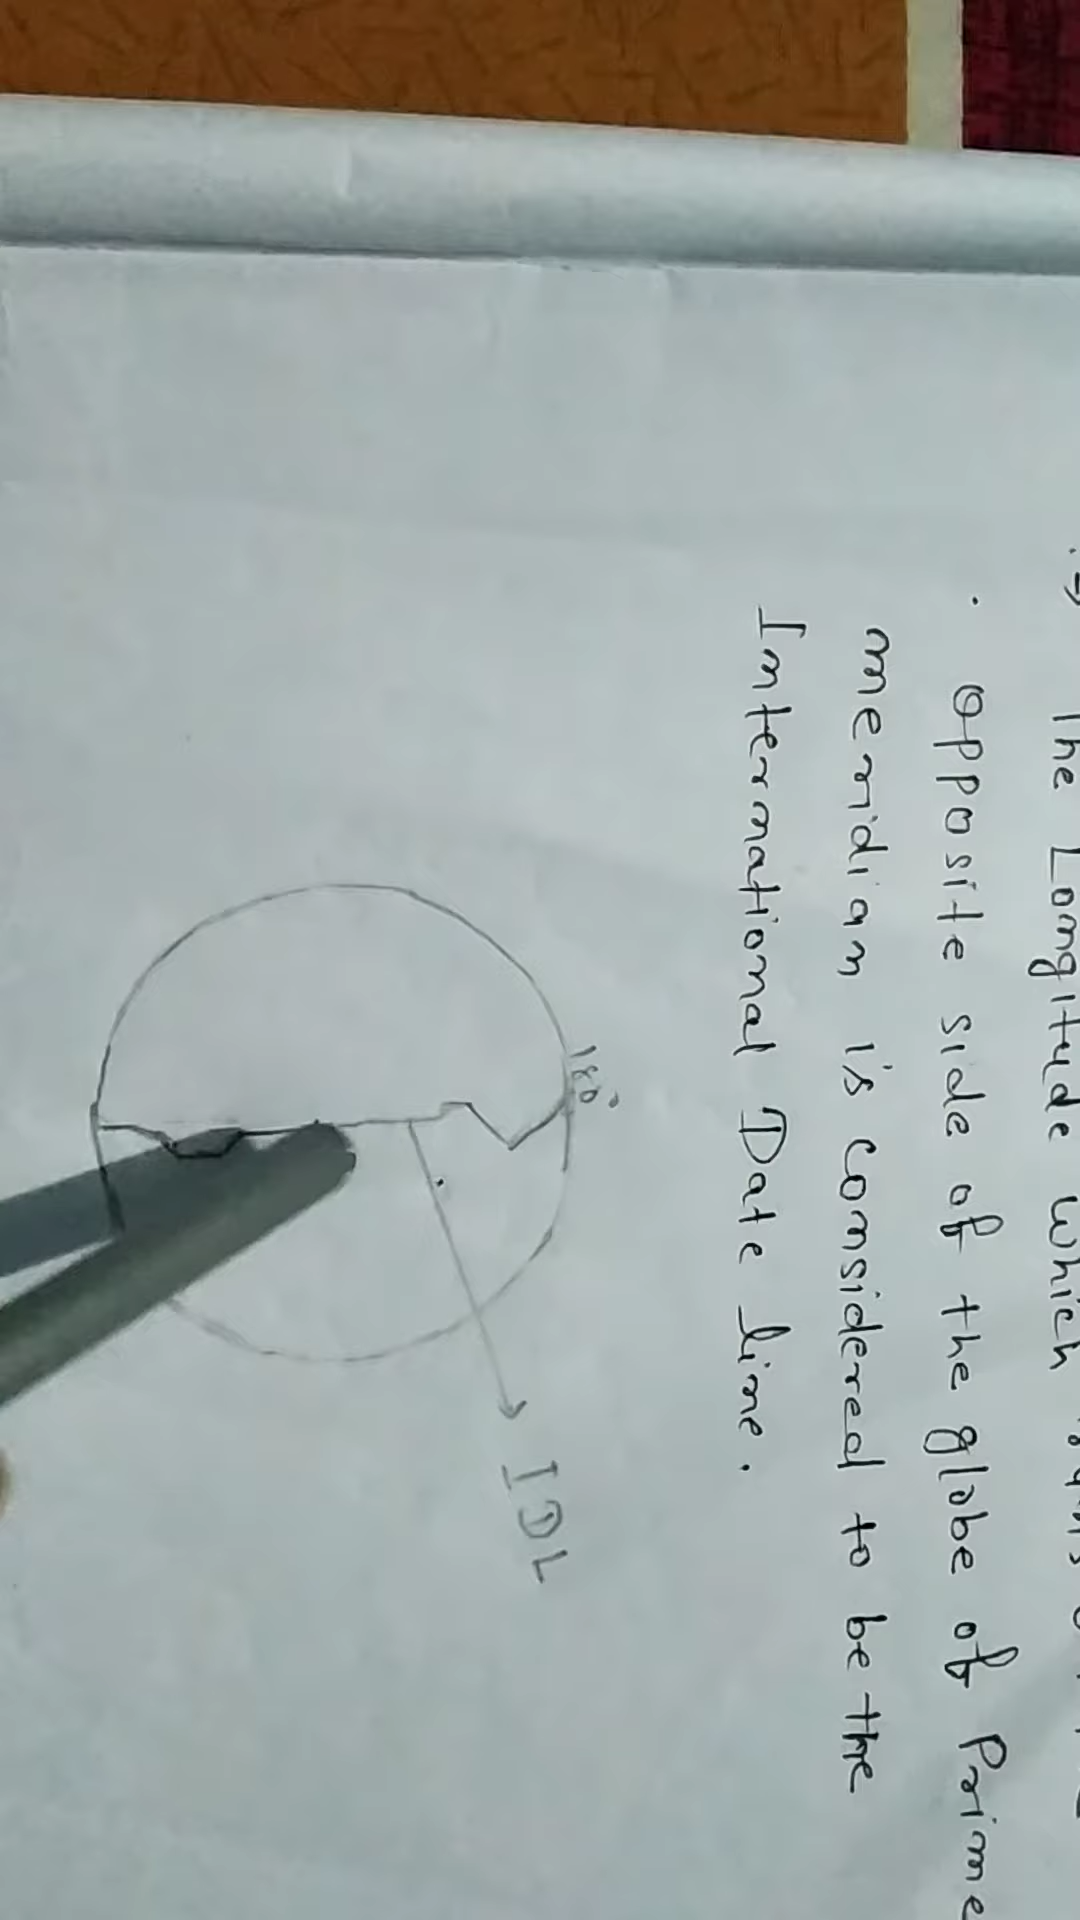 ⇒ The Longitude which
opposite side of the globe of Prime
meridian is considered to be the
International Date line.
180°
IDL